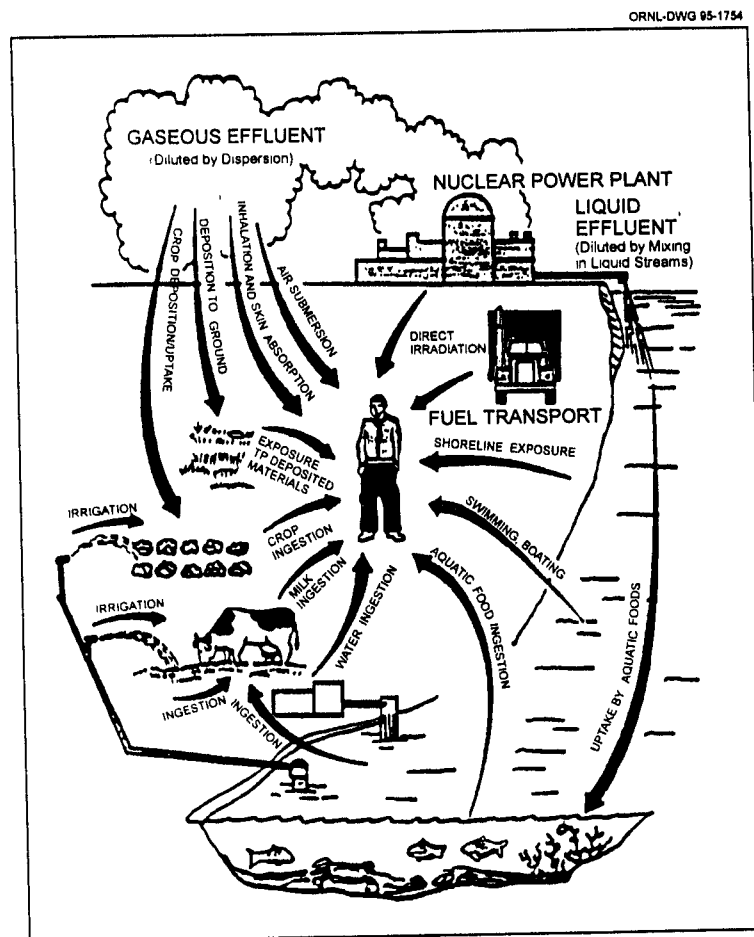 ORNL-DWG 95-1754
GASEOUS EFFLUENT
(Diluted by Dispersion)
NUCLEAR POWER PLANT
LIQUID
EFFLUENT
(Diluted by Mixing
in Liquid Streams)
CROP DEPOSITION/UPTAKE
DEPOSITION TO GROUND
INHALATION AND SKIN ABSORPTION
AIR SUBMERSION
DIRECT
IRRADIATION
FUEL TRANSPORT
EXPOSURE
TP DEPOSITED
MATERIALS
SHORELINE EXPOSURE
IRRIGATION
CROP
INGESTION
SWIMMING, BOATING
IRRIGATION
MILK
INGESTION
WATER INGESTION
AQUATIC FOOD INGESTION
UPTAKE BY AQUATIC FOODS
INGESTION
INGESTION